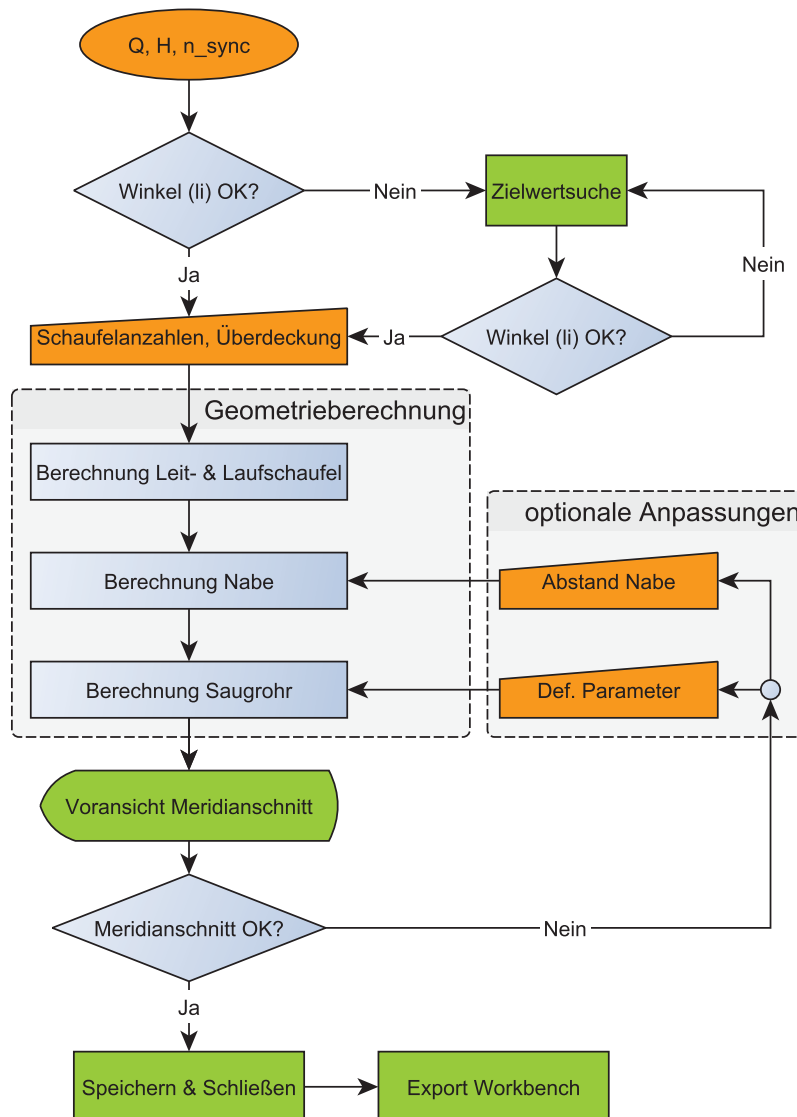 Q, H, n_sync
Winkel (li) OK?
Nein
Zielwertsuche
Nein
Ja
Winkel (li) OK?
Ja
Schaufelanzahlen, Überdeckung
Geometrieberechnung
Berechnung Leit- & Laufschaufel
optionale Anpassungen
Berechnung Nabe
Abstand Nabe
Berechnung Saugrohr
Def. Parameter
Voransicht Meridianschnitt
Meridianschnitt OK?
Nein
Ja
Speichern & Schließen
Export Workbench